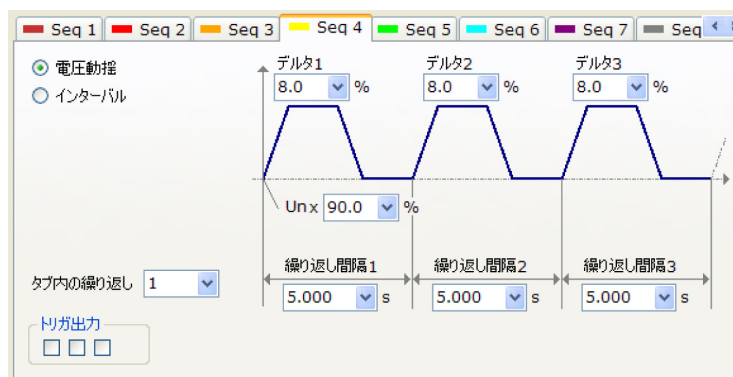 Seq 1 Seq 2 Seq 3 Seq 4 Seq 5 Seq 6 Seq 7 Seq
電圧動揺
インターバル
デルタ1 デルタ2 デルタ3
8.0 % 8.0 % 8.0 %
Un x 90.0 %
繰り返し間隔1 繰り返し間隔2 繰り返し間隔3
タブ内の繰り返し 1
5.000 s 5.000 s 5.000 s
トリガ出力